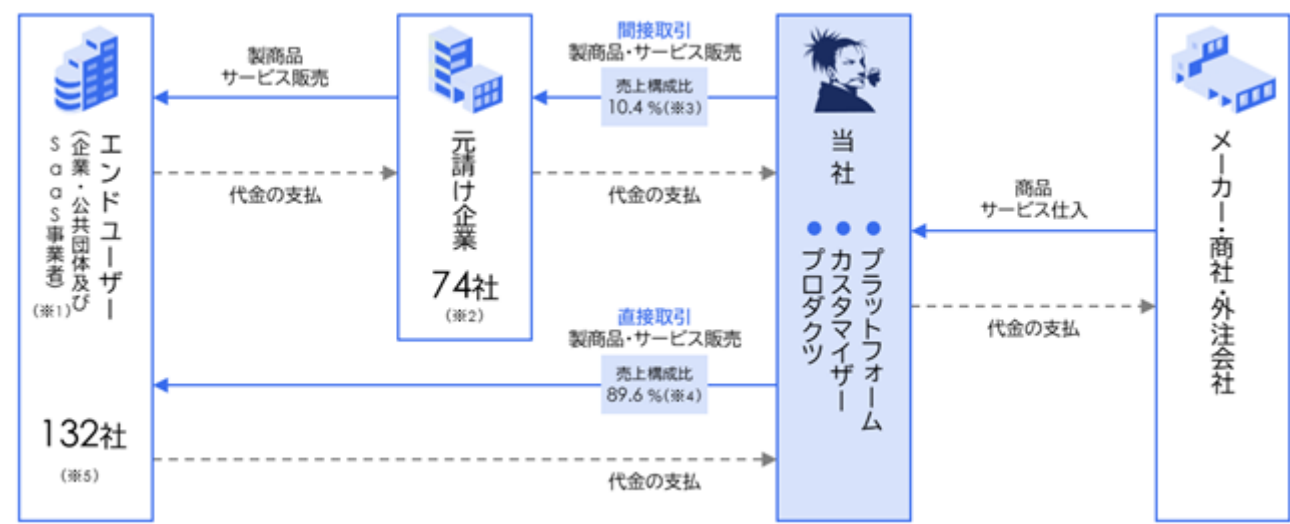 エンドユーザー
(企業・公共団体及び
SaaS事業者)
(※1)
132社
(※5)
製商品
サービス販売
代金の支払
元請け企業
74社
(※2)
間接取引
製商品・サービス販売
売上構成比
10.4 %(※3)
代金の支払
直接取引
製商品・サービス販売
売上構成比
89.6 %(※4)
代金の支払
当社
プラットフォーム
カスタマイザー
プロダクツ
商品
サービス仕入
代金の支払
メーカー・商社・外注会社